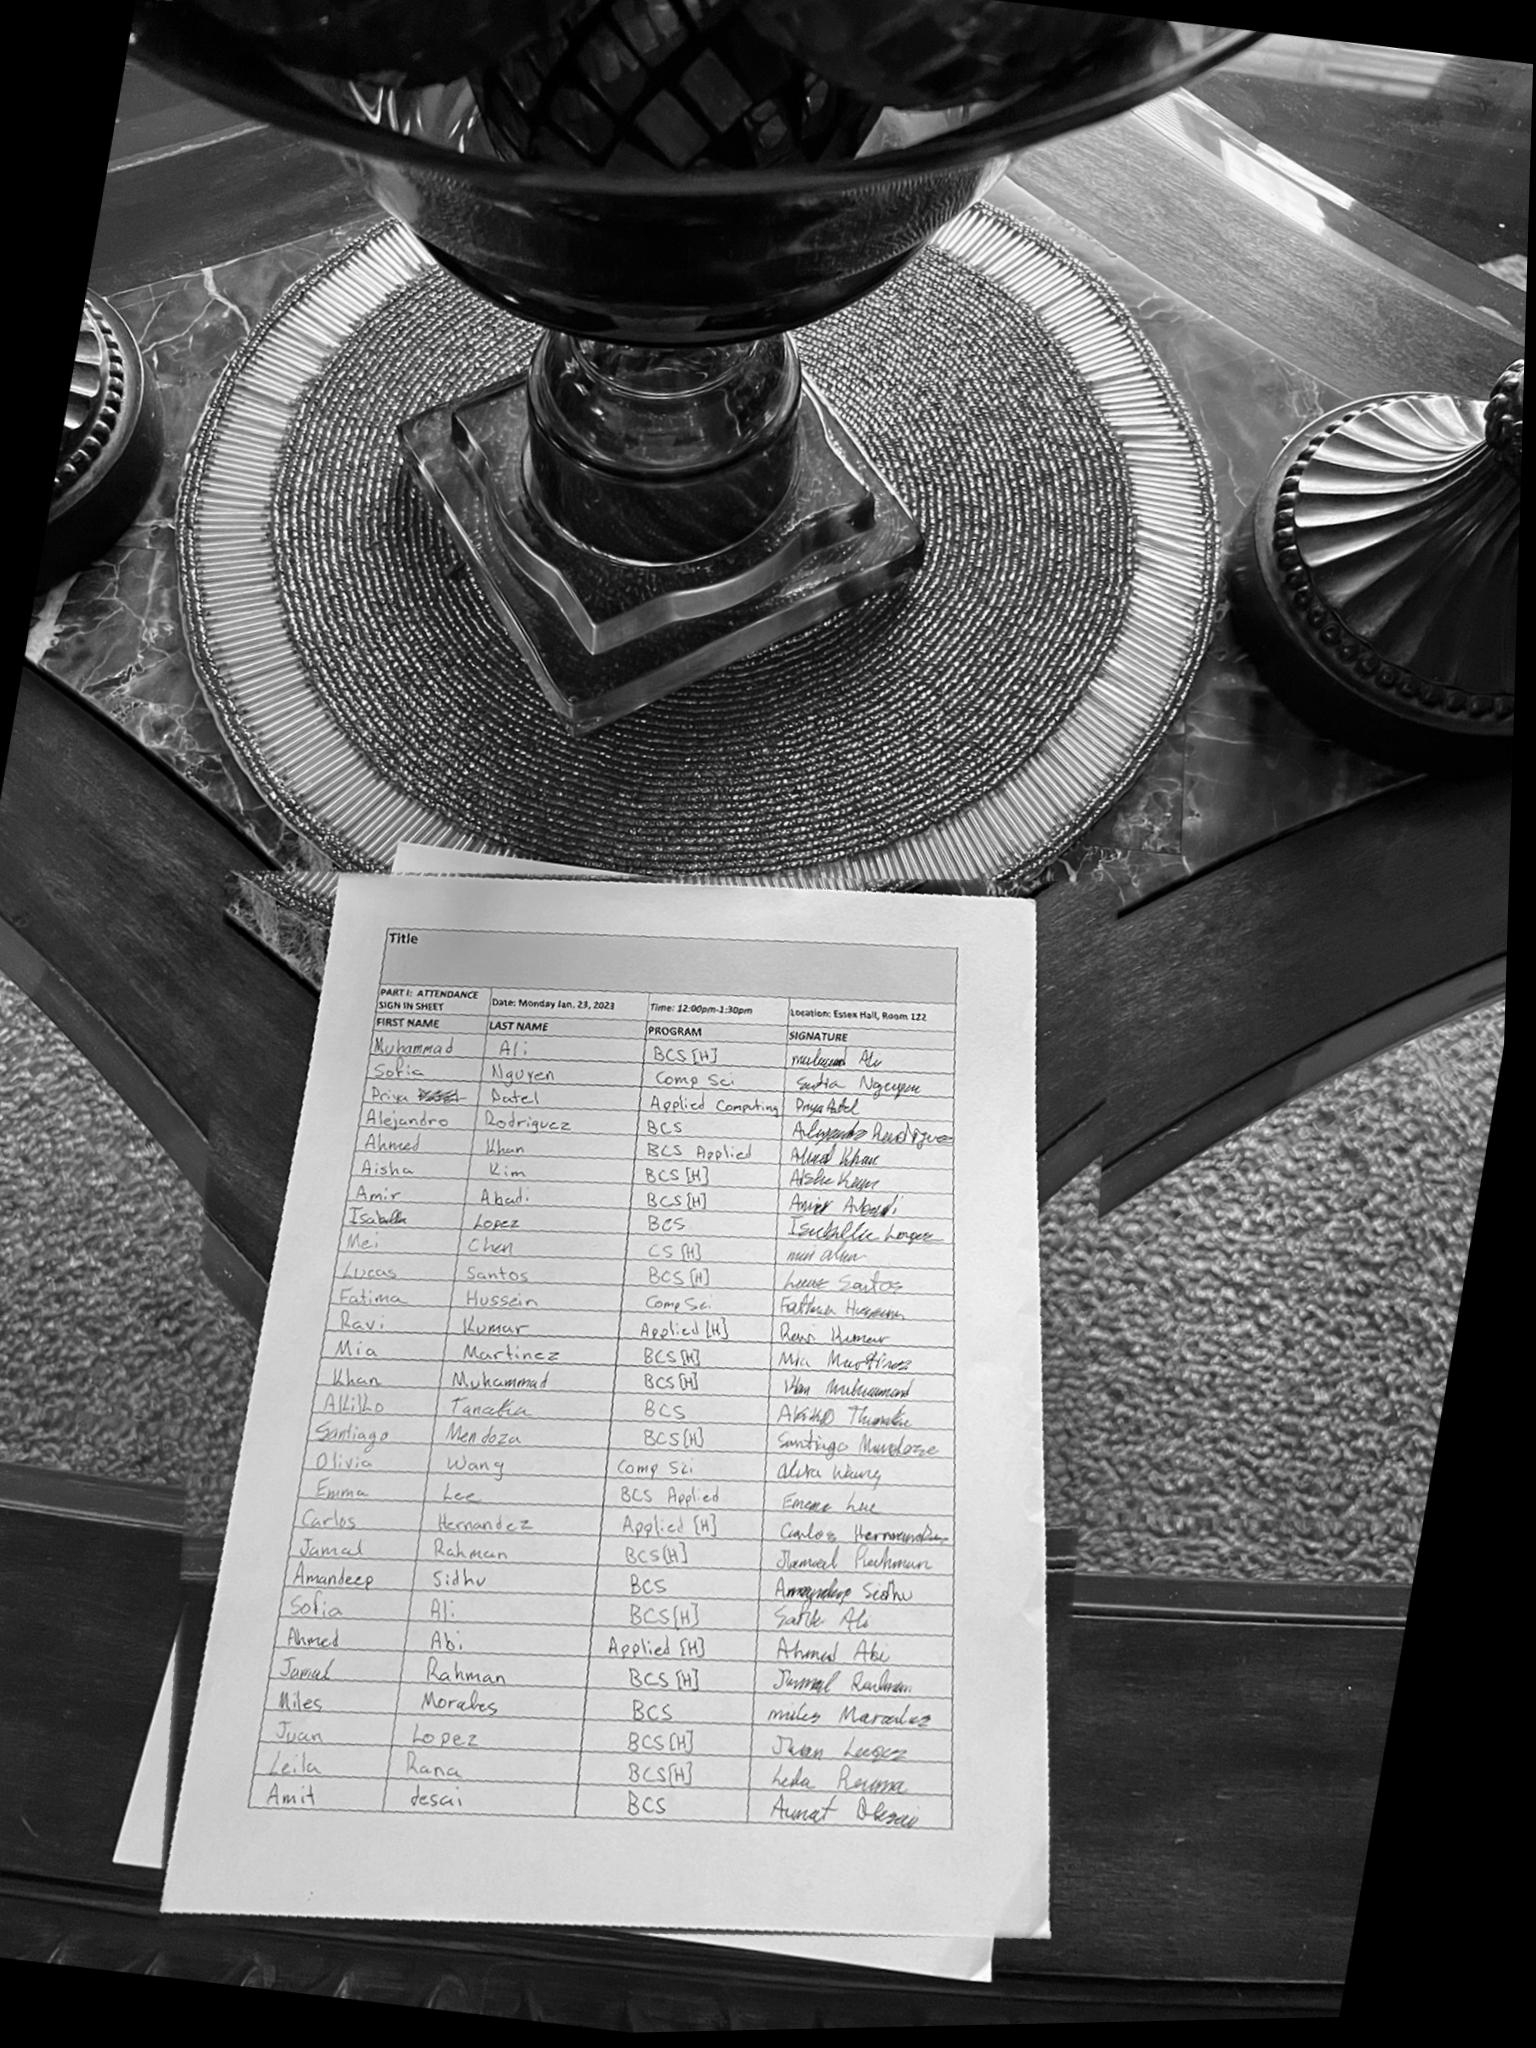 Title
PART I: ATTENDANCE SIGN IN SHEET Date: Monday Jan. 23, 2023 Time: 12:00pm-1:30pm Location: Essex Hall, Room 122
FIRST NAME LAST NAME PROGRAM SIGNATURE
Muhammad Ali BCS [H] Ali
Sofia Nguyen Comp Sci Sofia Nguyen
Priya Patel Applied Computing Priya Patel
Alejandro Rodriguez BCS Alejandro Rodriguez
Ahmed Khan BCS Applied Ahmed Khan
Aisha Kim BCS [H] Aisha Kim
Amir Abadi BCS [H] Amir Abadi
Isabella Lopez BCS Lopez
Mei Chen CS [H] mei chen
Lucas Santos BCS [H] Lucas Santos
Fatima Hussein Comp Sci Fatima Hussein
Ravi Kumar Applied [H] Ravi Kumar
Mia Martinez BCS [H] Mia Martinez
Khan Muhammad BCS [H] Khan Muhammad
Akiko Tanaka BCS Akiko
Santiago Mendoza BCS [H] Santiago Mendoza
Olivia Wang Comp Sci Wang
Emma Lee BCS Applied Emma Lee
Carlos Hernandez Applied [H] Carlos Hernandez
Jamal Rahman BCS [H] Jamal Rahman
Amandeep Sidhu BCS Amandeep Sidhu
Sofia Ali BCS [H] Ali
Ahmed Abi Applied [H] Ahmed Abi
Jamal Rahman BCS [H] Jamal Rahman
Miles Morales BCS miles Morales
Juan Lopez BCS [H] Juan Lopez
Leila Rana BCS [H] Leila
Amit desai BCS Desai